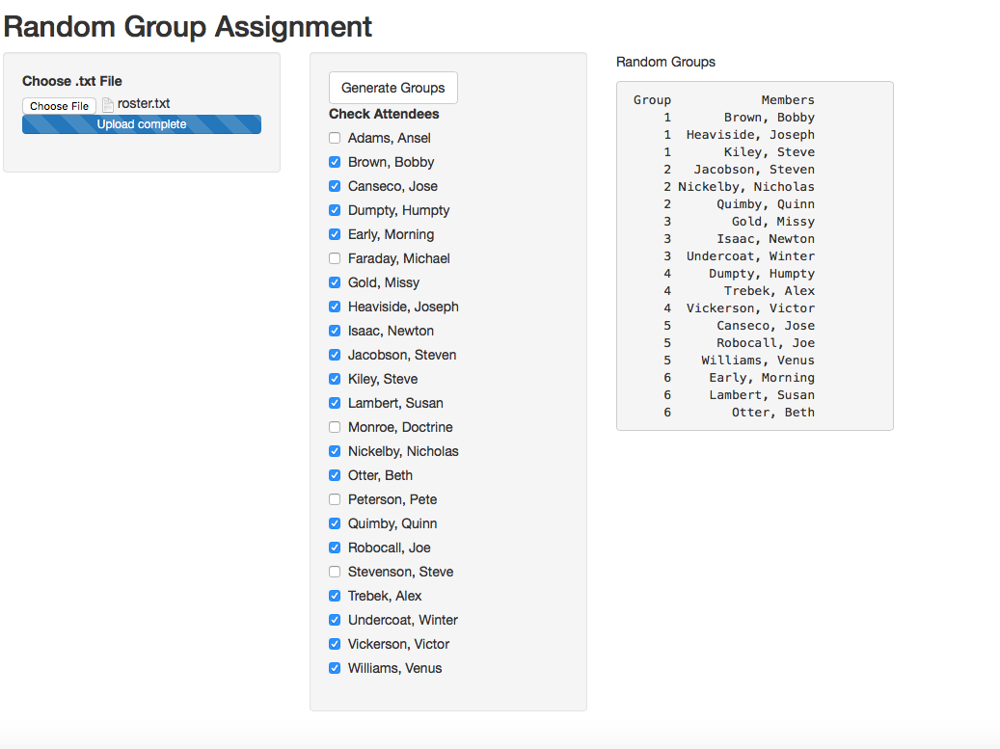 Random Group Assignment
Choose .txt File
Choose File roster.txt
Upload complete
Generate Groups
Check Attendees
Adams, Ansel
Brown, Bobby
Canseco, Jose
Dumpty, Humpty
Early, Morning
Faraday, Michael
Gold, Missy
Heaviside, Joseph
Isaac, Newton
Jacobson, Steven
Kiley, Steve
Lambert, Susan
Monroe, Doctrine
Nickelby, Nicholas
Otter, Beth
Peterson, Pete
Quimby, Quinn
Robocall, Joe
Stevenson, Steve
Trebek, Alex
Undercoat, Winter
Vickerson, Victor
Williams, Venus
Random Groups
Group Members
1 Brown, Bobby
1 Heaviside, Joseph
1 Kiley, Steve
2 Jacobson, Steven
2 Nickelby, Nicholas
2 Quimby, Quinn
3 Gold, Missy
3 Isaac, Newton
3 Undercoat, Winter
4 Dumpty, Humpty
4 Trebek, Alex
4 Vickerson, Victor
5 Canseco, Jose
5 Robocall, Joe
5 Williams, Venus
6 Early, Morning
6 Lambert, Susan
6 Otter, Beth